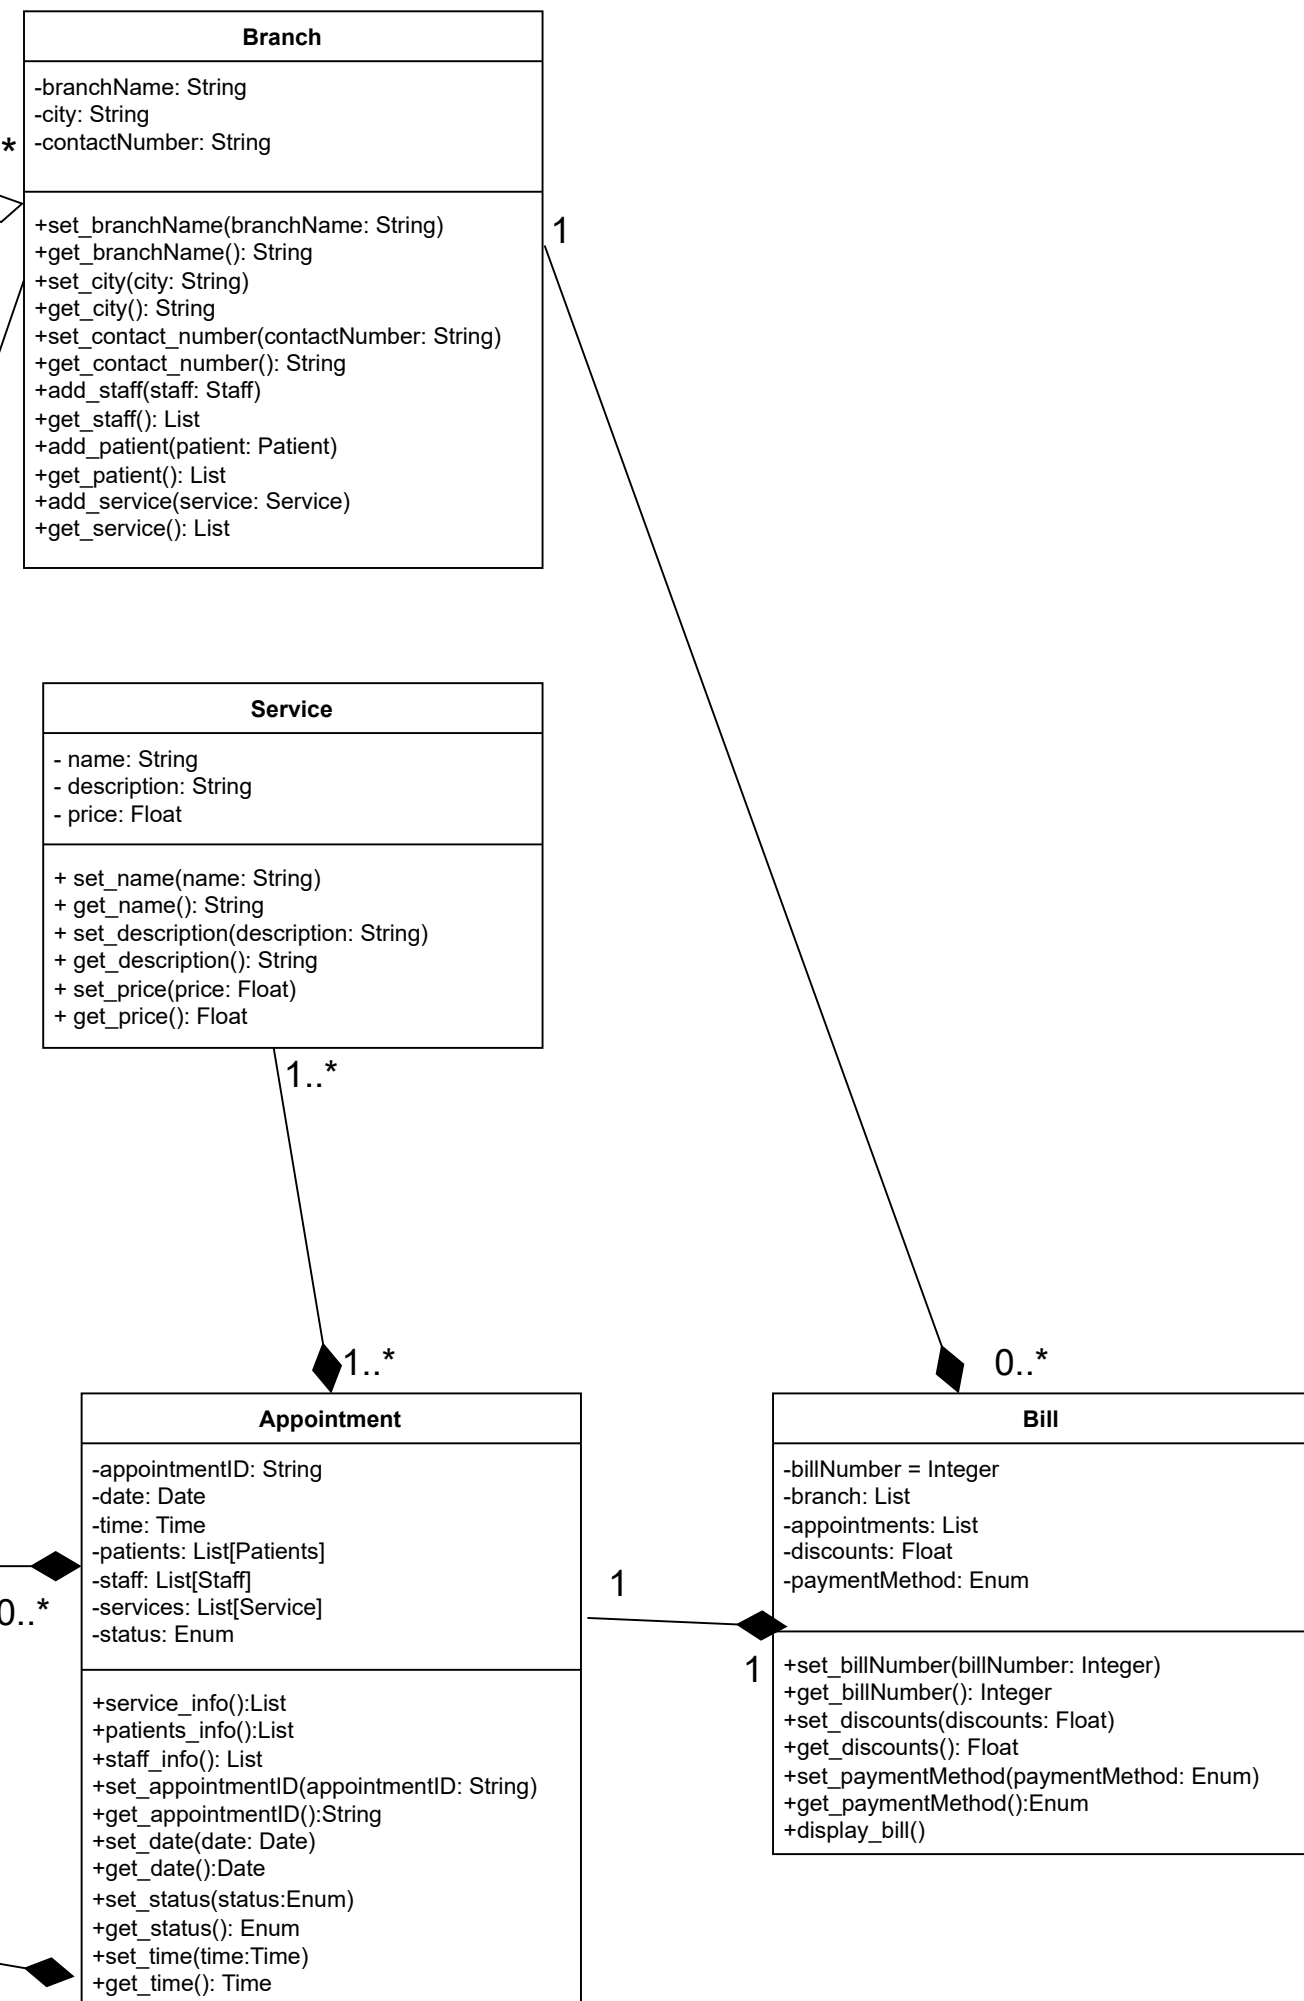 Branch
-branchName: String
-city: String
-contactNumber: String
*
+set_branchName(branchName: String)
+get_branchName(): String
+set_city(city: String)
+get_city(): String
+set_contact_number(contactNumber: String)
+get_contact_number(): String
+add_staff(staff: Staff)
+get_staff(): List
+add_patient(patient: Patient)
+get_patient(): List
+add_service(service: Service)
+get_service(): List
1
Service
- name: String
- description: String
- price: Float
+ set_name(name: String)
+ get_name(): String
+ set_description(description: String)
+ get_description(): String
+ set_price(price: Float)
+ get_price(): Float
1..*
1..*
0..*
Appointment
-appointmentID: String
-date: Date
-time: Time
-patients: List[Patients]
-staff: List[Staff]
-services: List[Service]
-status: Enum
0..*
+service_info():List
+patients_info():List
+staff_info(): List
+set_appointmentID(appointmentID: String)
+get_appointmentID():String
+set_date(date: Date)
+get_date():Date
+set_status(status:Enum)
+get_status(): Enum
+set_time(time:Time)
+get_time(): Time
1
1
Bill
-billNumber = Integer
-branch: List
-appointments: List
-discounts: Float
-paymentMethod: Enum
+set_billNumber(billNumber: Integer)
+get_billNumber(): Integer
+set_discounts(discounts: Float)
+get_discounts(): Float
+set_paymentMethod(paymentMethod: Enum)
+get_paymentMethod():Enum
+display_bill()